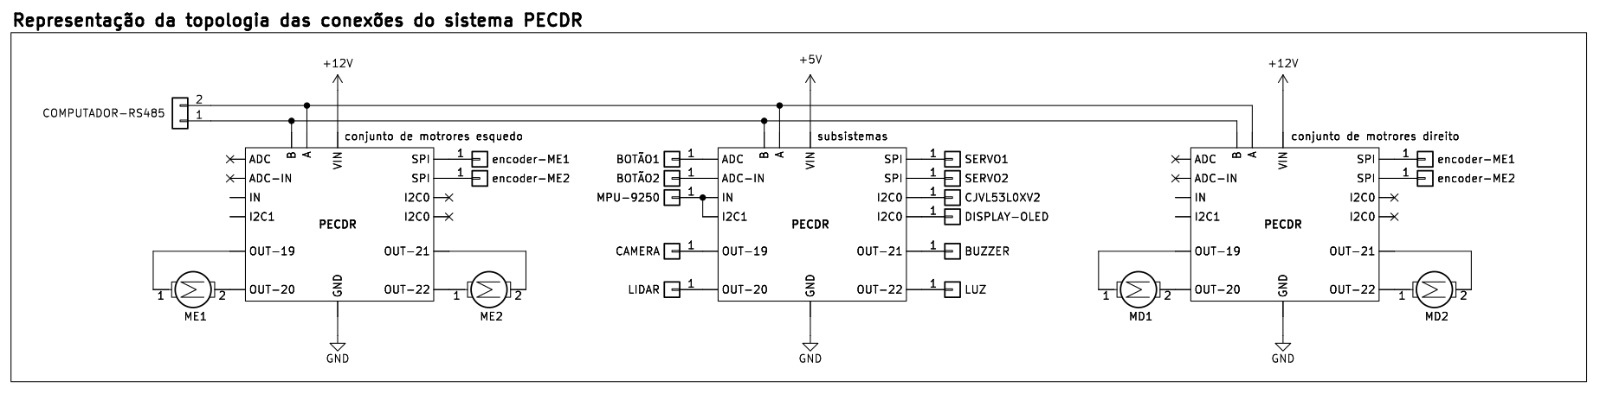 Representação da topologia das conexões do sistema PECDR
+12V
+5V
+12V
COMPUTADOR-RS485
2
1
conjunto de motrores esquedo
B A VIN
ADC
ADC-IN
IN
I2C1
OUT-19
OUT-20
PECDR
GND
SPI 1 encoder-ME1
SPI 1 encoder-ME2
I2C0
I2C0
OUT-21
OUT-22
1 2
ME1
1 2
ME2
GND
subsistemas
B A VIN
BOTÃO1 1 ADC
BOTÃO2 1 ADC-IN
MPU-9250 1 IN
I2C1
CAMERA 1 OUT-19
LIDAR 1 OUT-20
PECDR
GND
SPI 1 SERVO1
SPI 1 SERVO2
I2C0 1 CJVL53L0XV2
I2C0 1 DISPLAY-OLED
OUT-21 1 BUZZER
OUT-22 1 LUZ
GND
conjunto de motrores direito
B A VIN
ADC
ADC-IN
IN
I2C1
OUT-19
OUT-20
PECDR
GND
SPI 1 encoder-ME1
SPI 1 encoder-ME2
I2C0
I2C0
OUT-21
OUT-22
1 2
MD1
1 2
MD2
GND